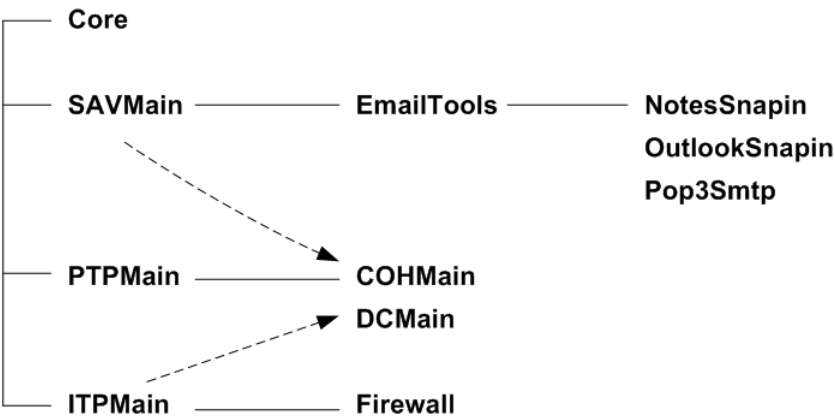 Core
SAVMain EmailTools NotesSnapin
OutlookSnapin
Pop3Smtp
PTPMain COHMain
DCMain
ITPMain Firewall